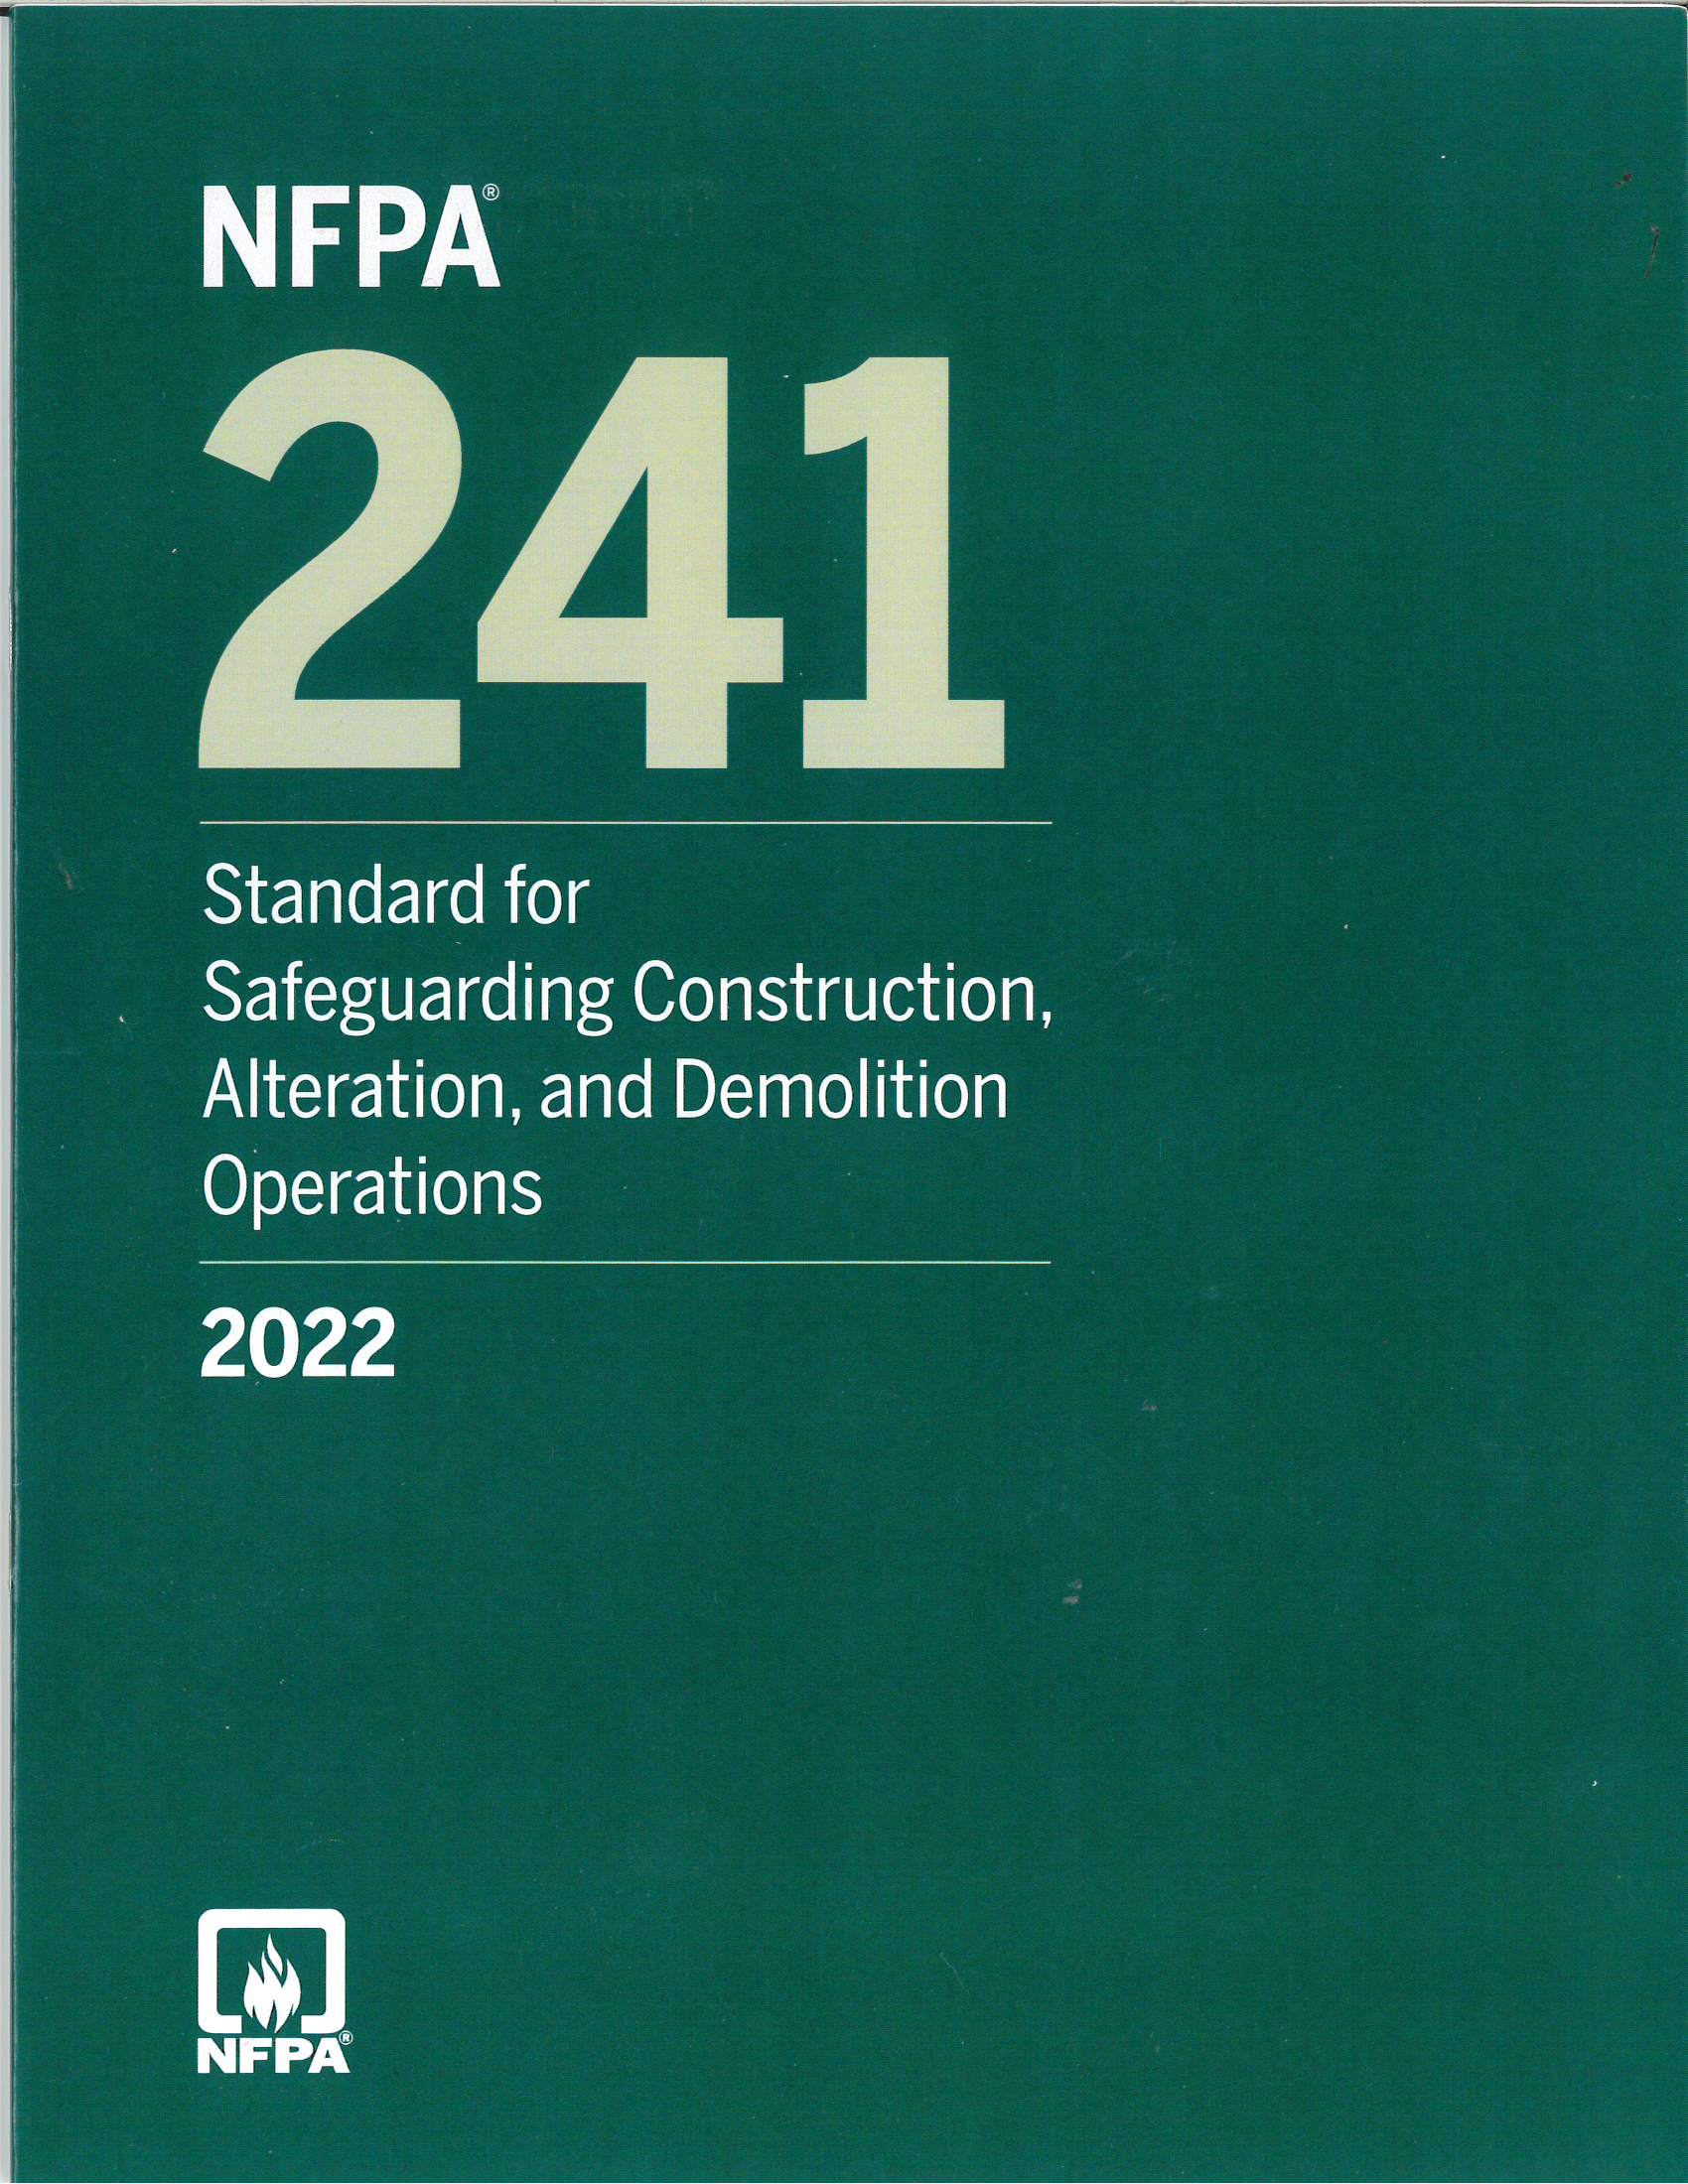 NFPA®
241
Standard for
Safeguarding Construction,
Alteration, and Demolition
Operations
2022
NFPA®